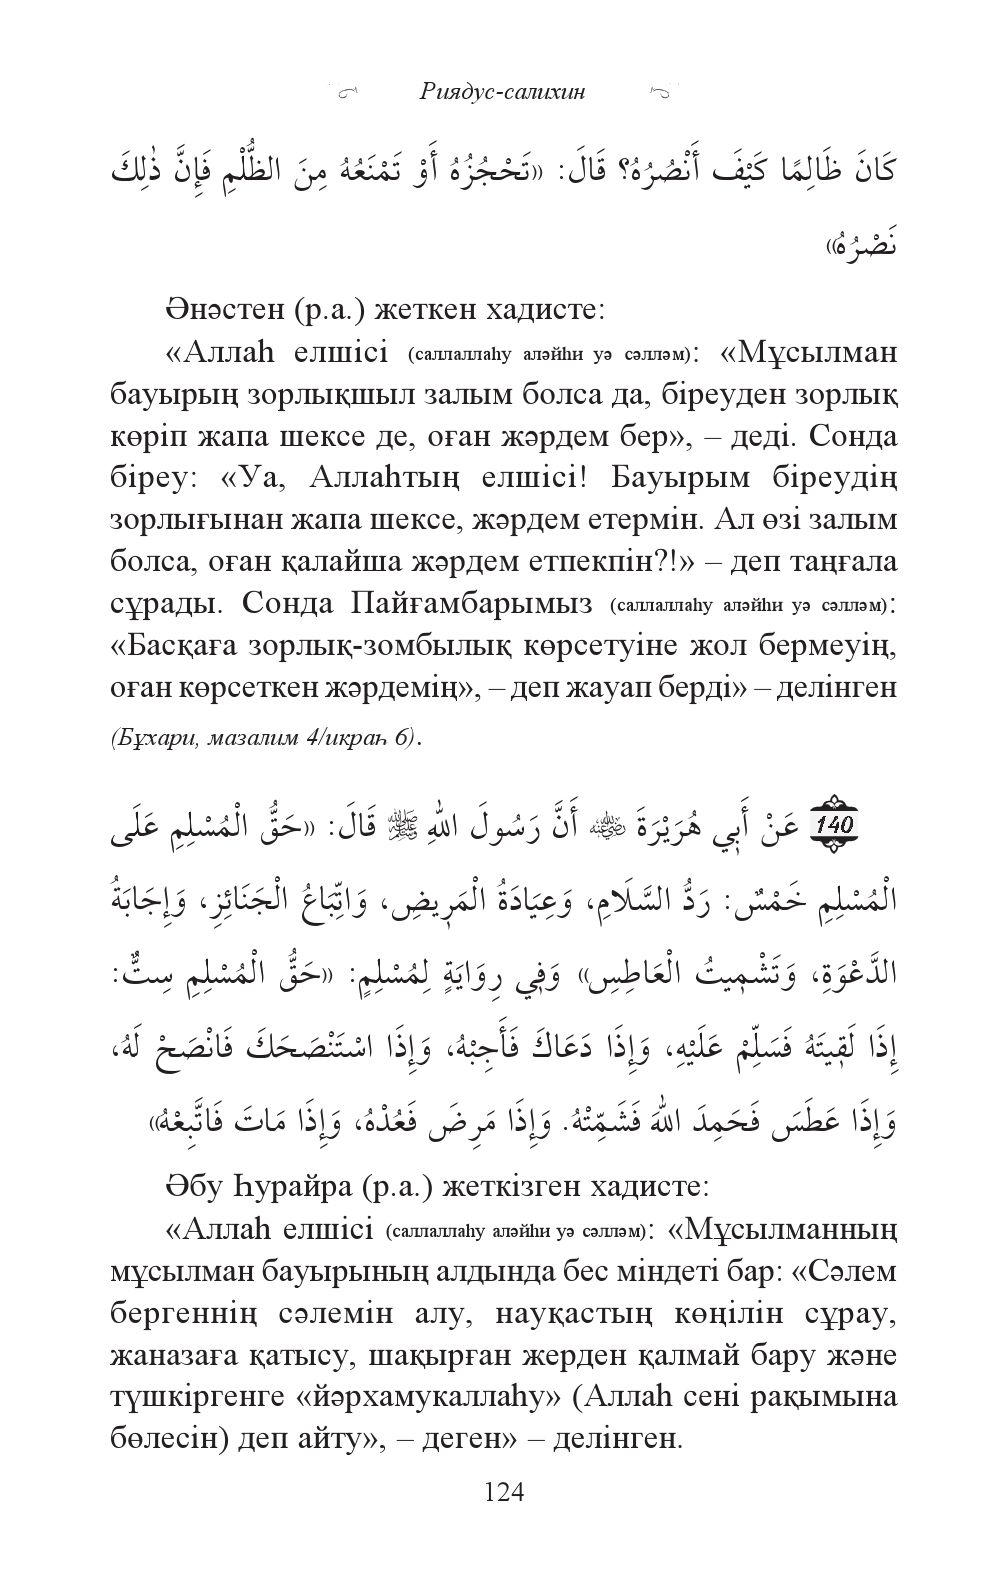 Риядус-салихин
كَانَ ظَالِمًا كَيْفَ أَنْصُرُهُ؟ قَالَ: «تَحْجُزُهُ أَوْ تَمْنَعُهُ مِنَ الظُّلْمِ فَإِنَّ ذٰلِكَ
نَصْرُهُ»
Әнәстен (р.а.) жеткен хадисте:
«Аллаһ елшісі (саллаллаһу аләйһи уә сәлләм): «Мұсылман
бауырың зорлықшыл залым болса да, біреуден зорлық
көріп жапа шексе де, оған жәрдем бер», – деді. Сонда
біреу: «Уа, Аллаһтың елшісі! Бауырым біреудің
зорлығынан жапа шексе, жәрдем етермін. Ал өзі залым
болса, оған қалайша жәрдем етпекпін?!» – деп таңғала
сұрады. Сонда Пайғамбарымыз (саллаллаһу аләйһи уә сәлләм):
«Басқаға зорлық-зомбылық көрсетуіне жол бермеуің,
оған көрсеткен жәрдемің», – деп жауап берді» – делінген
(Бұхари, мазалим 4/икраһ 6).
140 عَنْ أَبِي هُرَيْرَةَ ﷺ أَنَّ رَسُولَ اللهِ ﷺ قَالَ: «حَقُّ الْمُسْلِمِ عَلَى
الْمُسْلِمِ خَمْسٌ: رَدُّ السَّلَامِ، وَعِيَادَةُ الْمَرِيضِ، وَاتِّبَاعُ الْجَنَائِزِ، وَإِجَابَةُ
الدَّعْوَةِ، وَتَشْمِيتُ الْعَاطِسِ» وَفِي رِوَايَةٍ لِمُسْلِمٍ: «حَقُّ الْمُسْلِمِ سِتٌّ:
إِذَا لَقِيتَهُ فَسَلِّمْ عَلَيْهِ، وَإِذَا دَعَاكَ فَأَجِبْهُ، وَإِذَا اسْتَنْصَحَكَ فَانْصَحْ لَهُ،
وَإِذَا عَطَسَ فَحَمِدَ اللهَ فَشَمِّتْهُ. وَإِذَا مَرِضَ فَعُدْهُ، وَإِذَا مَاتَ فَاتَّبِعْهُ»
Әбу Һурайра (р.а.) жеткізген хадисте:
«Аллаһ елшісі (саллаллаһу аләйһи уә сәлләм): «Мұсылманның
мұсылман бауырының алдында бес міндеті бар: «Сәлем
бергеннің сәлемін алу, науқастың көңілін сұрау,
жаназаға қатысу, шақырған жерден қалмай бару және
түшкіргенге «йәрхамукаллаһу» (Аллаһ сені рақымына
бөлесін) деп айту», – деген» – делінген.
124